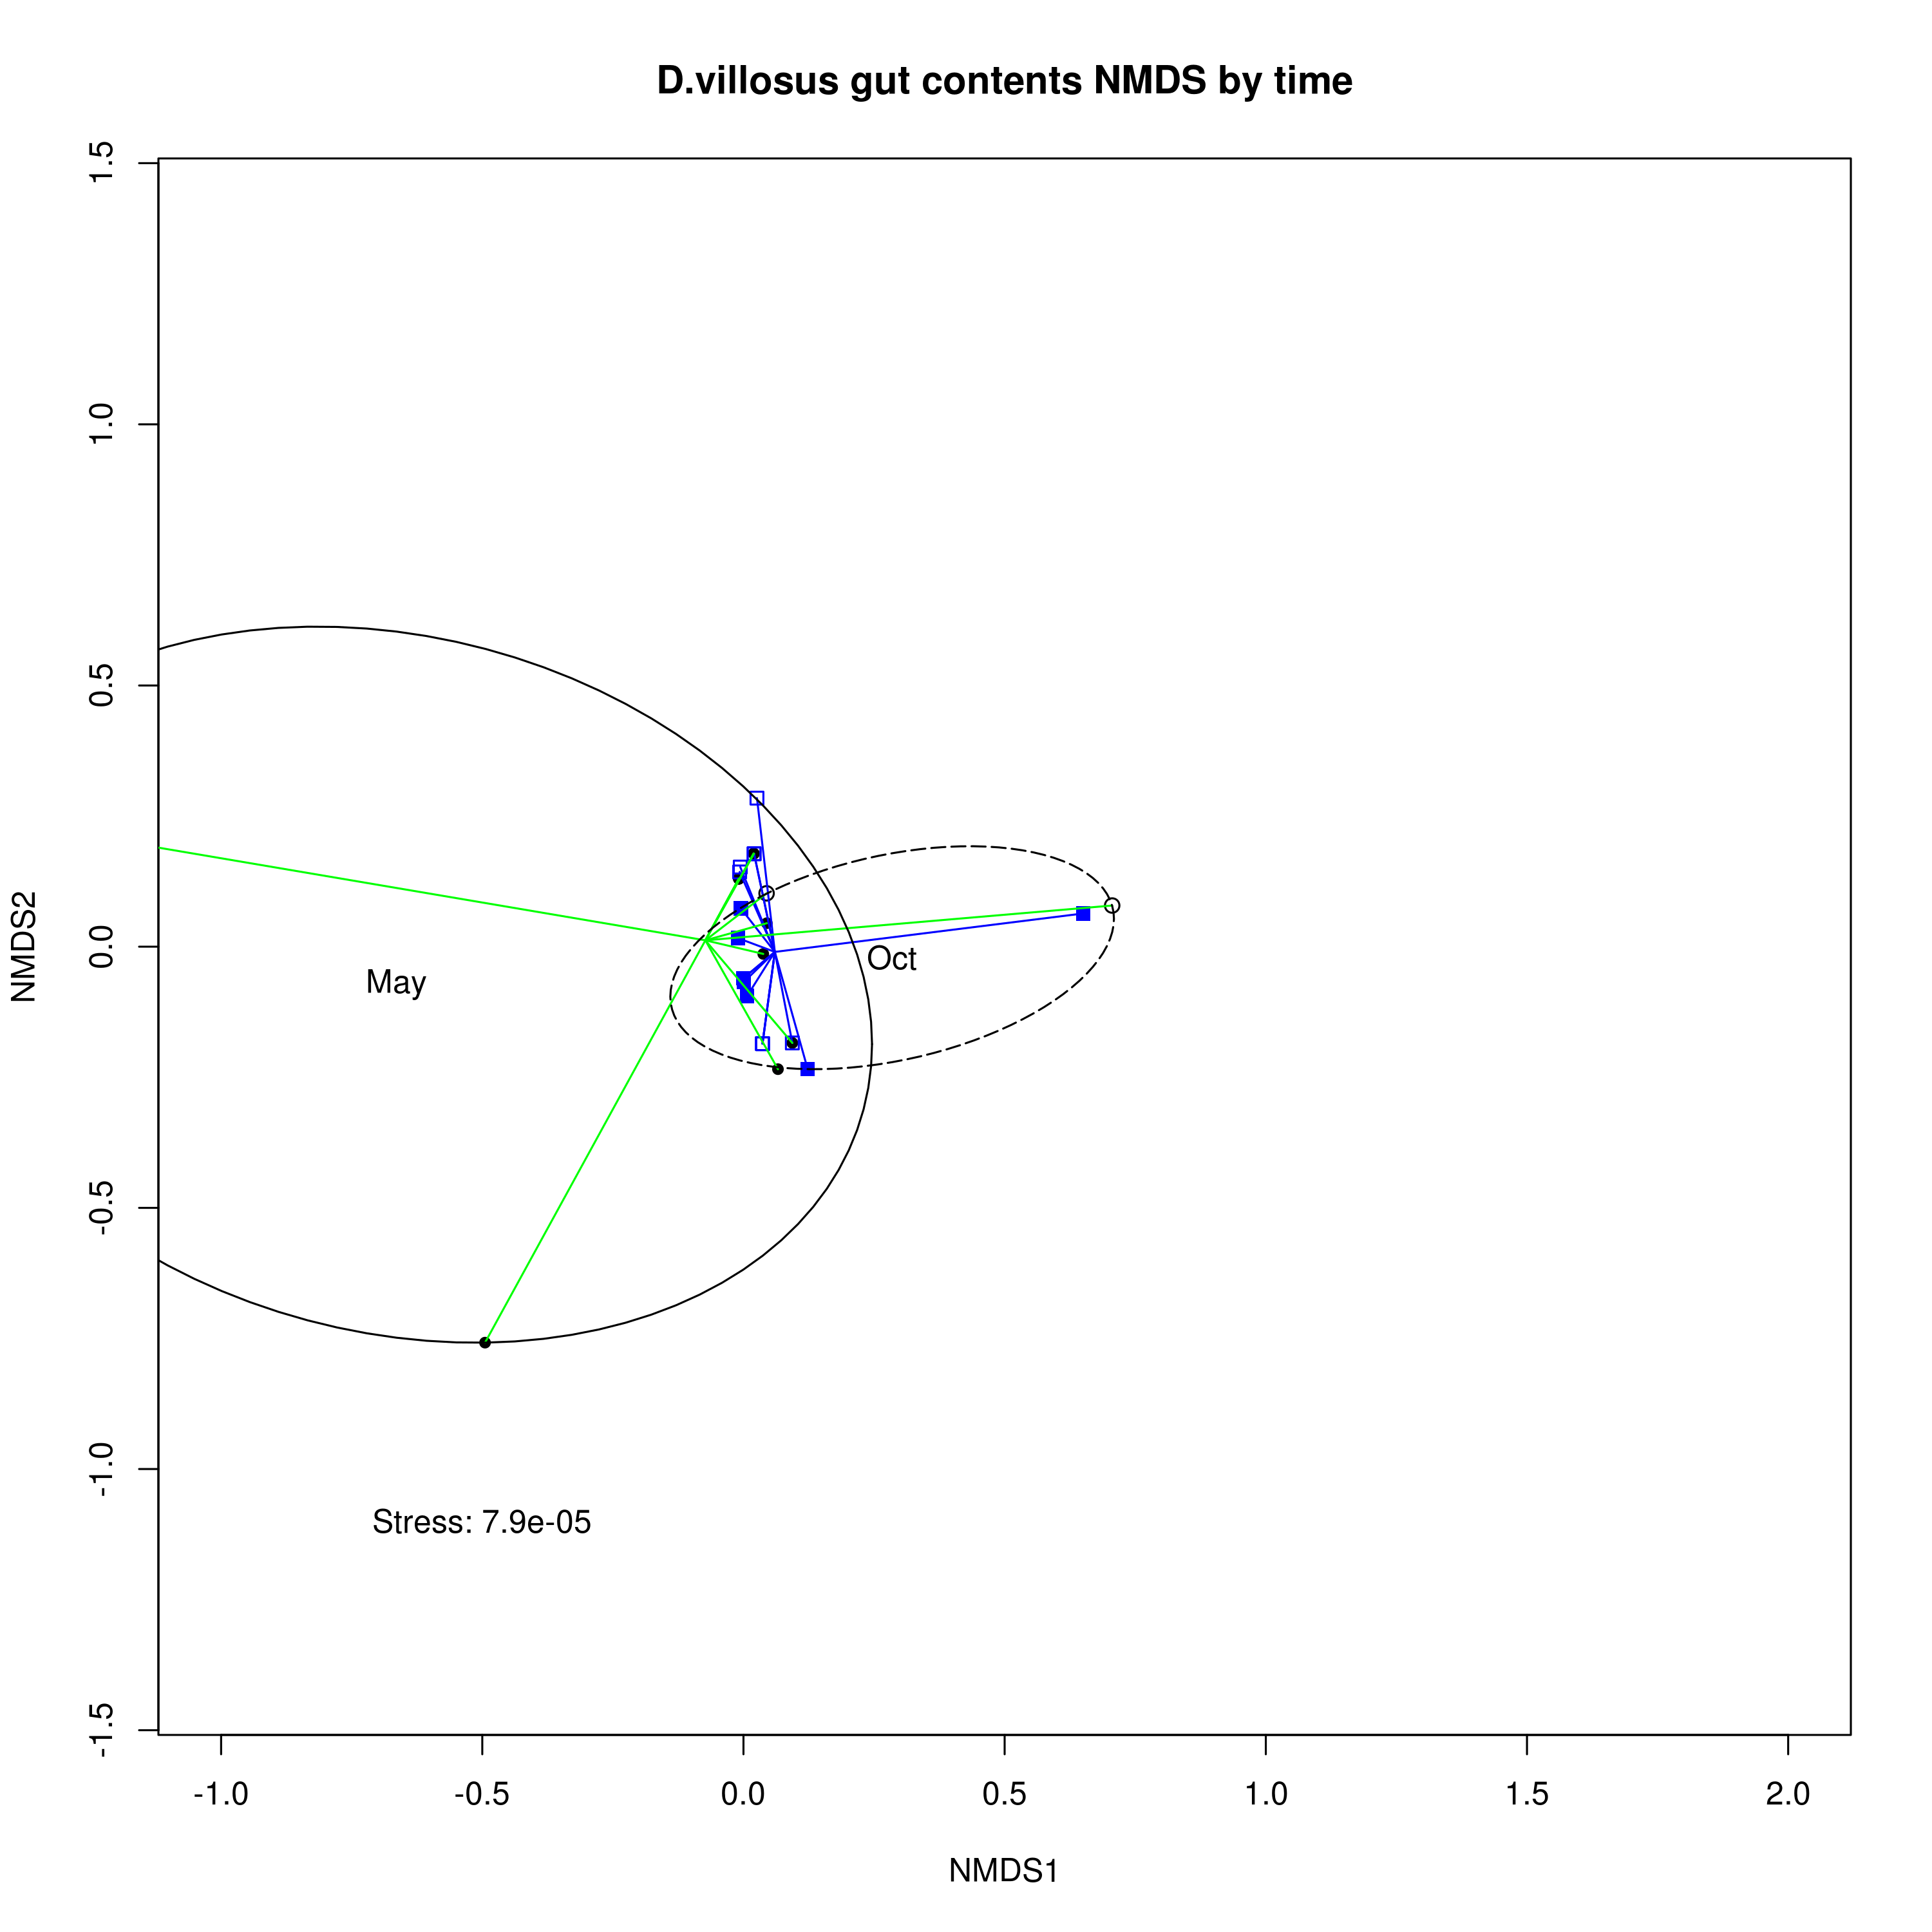 D.villosus gut contents NMDS by time
1.5
1.0
0.5
0.0
-0.5
-1.0
-1.5
NMDS2
May
Oct
Stress: 7.9e-05
-1.0 -0.5 0.0 0.5 1.0 1.5 2.0
NMDS1